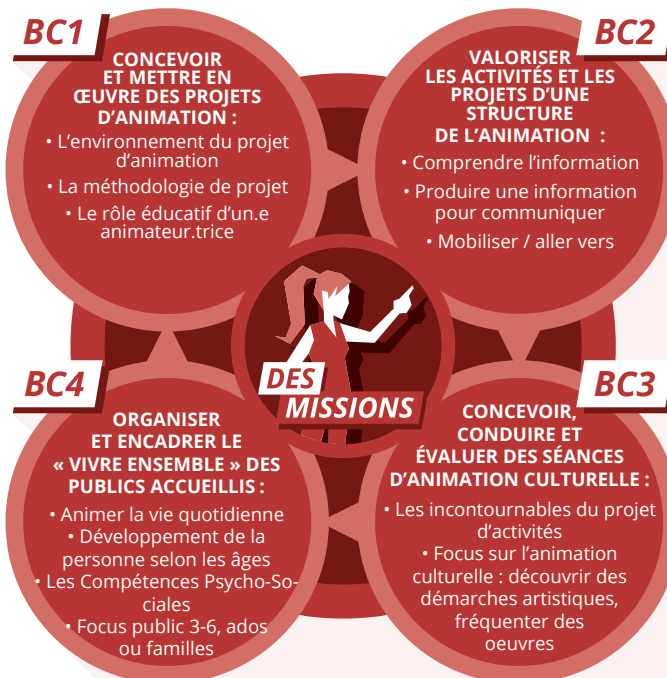 BC1
CONCEVOIR
ET METTRE EN
ŒUVRE DES PROJETS
D'ANIMATION :
• L'environnement du projet
d'animation
• La méthodologie de projet
• Le rôle éducatif d'un.e
animateur.trice
BC2
VALORISER
LES ACTIVITÉS ET LES
PROJETS D'UNE
STRUCTURE
DE L'ANIMATION :
• Comprendre l'information
• Produire une information
pour communiquer
• Mobiliser / aller vers
DES
MISSIONS
BC4
ORGANISER
ET ENCADRER LE
« VIVRE ENSEMBLE » DES
PUBLICS ACCUEILLIS :
• Animer la vie quotidienne
• Développement de la
personne selon les âges
• Les Compétences Psycho-So-
ciales
• Focus public 3-6, ados
ou familles
BC3
CONCEVOIR,
CONDUIRE ET
ÉVALUER DES SÉANCES
D'ANIMATION CULTURELLE :
• Les incontournables du projet
d'activités
• Focus sur l'animation
culturelle : découvrir des
démarches artistiques,
fréquenter des
oeuvres